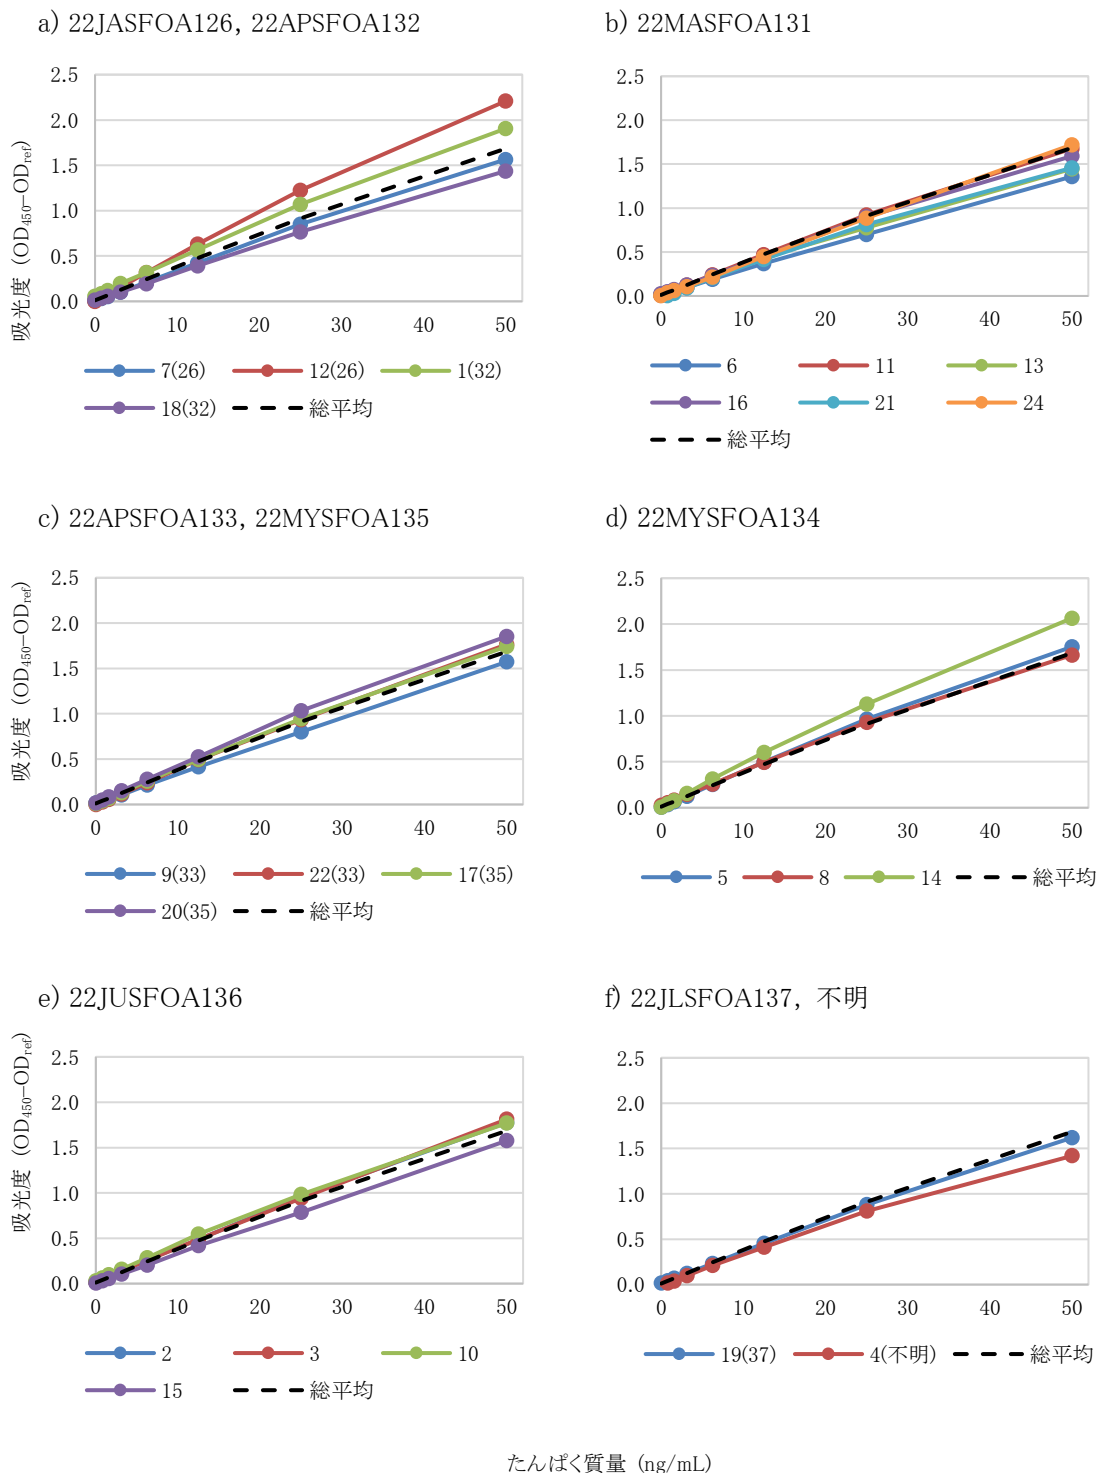 a) 22JASFOA126, 22APSFOA132
吸光度 (OD450−ODref)
2.5
2.0
1.5
1.0
0.5
0.0
0 10 20 30 40 50
7(26) 12(26) 1(32)
18(32) 総平均
b) 22MASFOA131
2.5
2.0
1.5
1.0
0.5
0.0
0 10 20 30 40 50
6 11 13
16 21 24
総平均
c) 22APSFOA133, 22MYSFOA135
吸光度 (OD450−ODref)
2.5
2.0
1.5
1.0
0.5
0.0
0 10 20 30 40 50
9(33) 22(33) 17(35)
20(35) 総平均
d) 22MYSFOA134
2.5
2.0
1.5
1.0
0.5
0.0
0 10 20 30 40 50
5 8 14 総平均
e) 22JUSFOA136
吸光度 (OD450−ODref)
2.5
2.0
1.5
1.0
0.5
0.0
0 10 20 30 40 50
2 3 10
15 総平均
f) 22JLSFOA137, 不明
2.5
2.0
1.5
1.0
0.5
0.0
0 10 20 30 40 50
19(37) 4(不明) 総平均
たんぱく質量 (ng/mL)